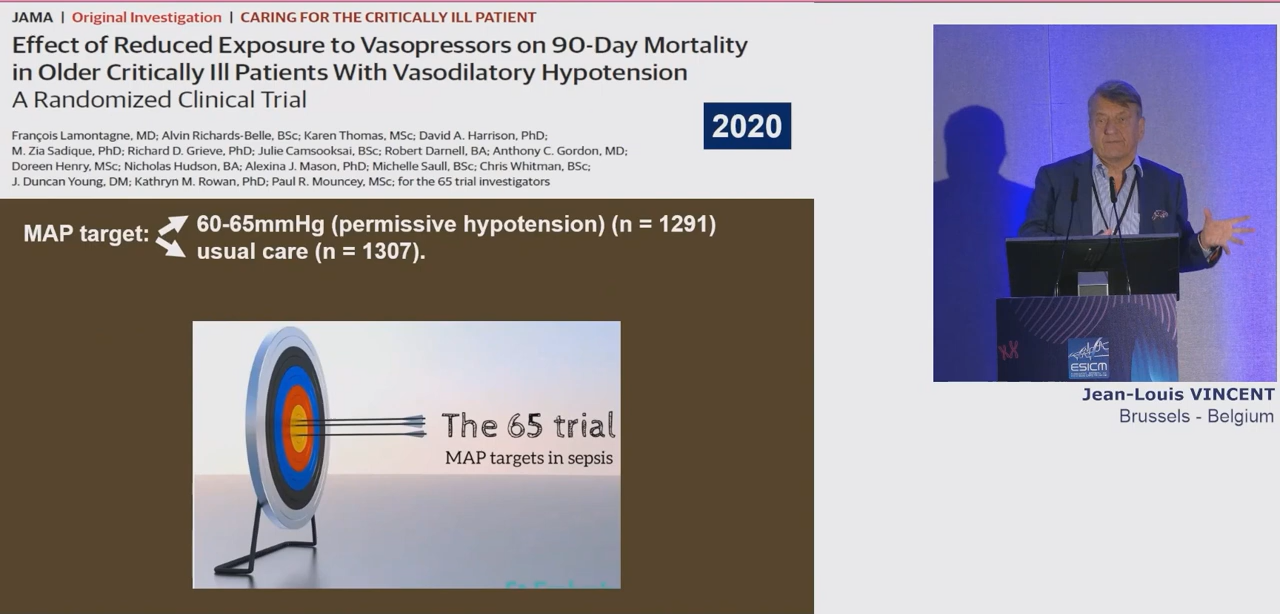 JAMA | Original Investigation | CARING FOR THE CRITICALLY ILL PATIENT
Effect of Reduced Exposure to Vasopressors on 90-Day Mortality
in Older Critically Ill Patients With Vasodilatory Hypotension
A Randomized Clinical Trial
2020
François Lamontagne, MD; Alvin Richards-Belle, BSc; Karen Thomas, MSc; David A. Harrison, PhD;
M. Zia Sadique, PhD; Richard D. Grieve, PhD; Julie Camsooksai, BSc; Robert Darnell, BA; Anthony C. Gordon, MD;
Doreen Henry, MSc; Nicholas Hudson, BA; Alexina J. Mason, PhD; Michelle Saull, BSc; Chris Whitman, BSc;
J. Duncan Young, DM; Kathryn M. Rowan, PhD; Paul R. Mouncey, MSc; for the 65 trial investigators
MAP target:
60-65mmHg (permissive hypotension) (n = 1291)
usual care (n = 1307).
The 65 trial
MAP targets in sepsis
ESICM
Jean-Louis VINCENT
Brussels - Belgium